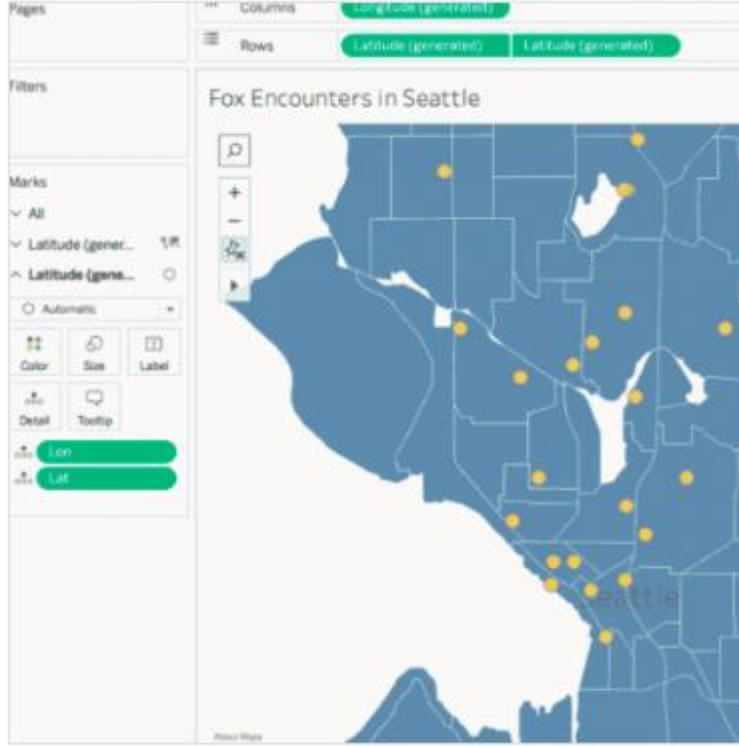 Pages
Columns
Longitude (generated)
Rows
Latitude (generated)
Latitude (generated)
Filters
Fox Encounters in Seattle
Marks
All
Latitude (gener...
Latitude (gene...
Automatic
Color
Size
Label
Detail
Tooltip
Lon
Lat
Seattle